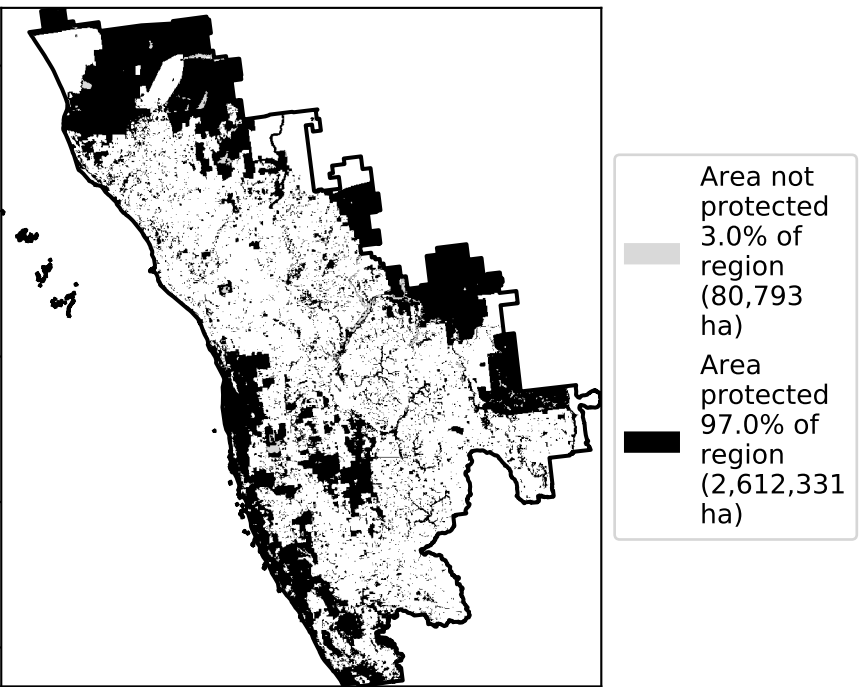 Area not
protected
3.0% of
region
(80,793
ha)
Area
protected
97.0% of
region
(2,612,331
ha)